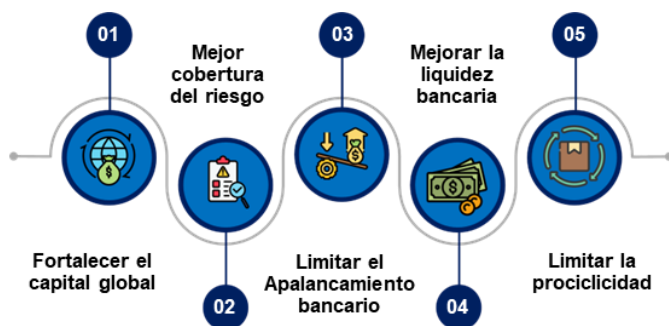 01
Fortalecer el
capital global
02
Mejor
cobertura
del riesgo
03
Limitar el
Apalancamiento
bancario
04
Mejorar la
liquidez
bancaria
05
Limitar la
prociclicidad